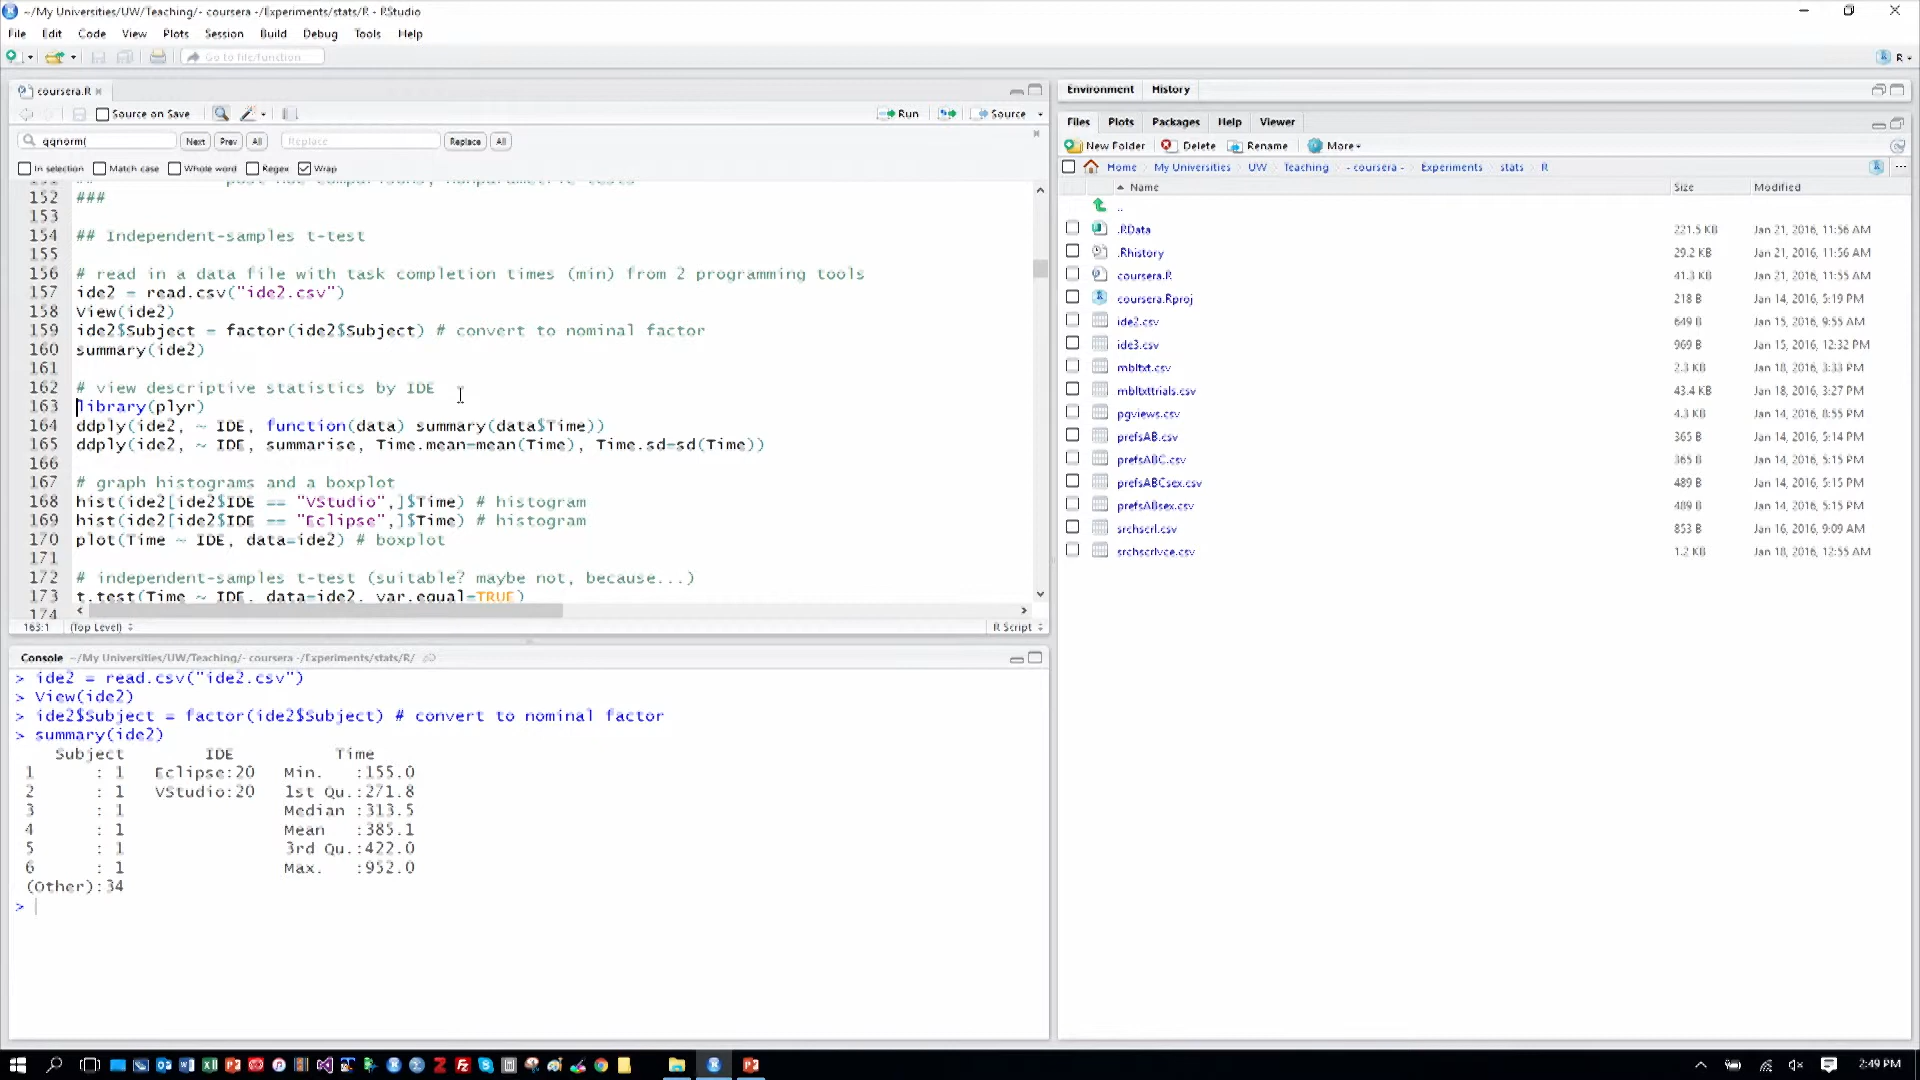 ~/My Universities/UW/Teaching/- coursera -/Experiments/stats/R - RStudio
File Edit Code View Plots Session Build Debug Tools Help
Go to file/function
R
coursera.R
Source on Save
Run
Source
qqnorm(
Next
Prev
All
Replace
Replace
All
In selection
Match case
Whole word
Regex
Wrap
152 ###
153
154 ## Independent-samples t-test
155
156 # read in a data file with task completion times (min) from 2 programming tools
157 ide2 = read.csv("ide2.csv")
158 View(ide2)
159 ide2$Subject = factor(ide2$Subject) # convert to nominal factor
160 summary(ide2)
161
162 # view descriptive statistics by IDE
163 library(plyr)
164 ddply(ide2, ~ IDE, function(data) summary(data$Time))
165 ddply(ide2, ~ IDE, summarise, Time.mean=mean(Time), Time.sd=sd(Time))
166
167 # graph histograms and a boxplot
168 hist(ide2[ide2$IDE == "VStudio",]$Time) # histogram
169 hist(ide2[ide2$IDE == "Eclipse",]$Time) # histogram
170 plot(Time ~ IDE, data=ide2) # boxplot
171
172 # independent-samples t-test (suitable? maybe not, because...)
173 t.test(Time ~ IDE, data=ide2, var.equal=TRUE)
174
163:1 (Top Level) R Script
Console ~/My Universities/UW/Teaching/- coursera -/Experiments/stats/R/
> ide2 = read.csv("ide2.csv")
> View(ide2)
> ide2$Subject = factor(ide2$Subject) # convert to nominal factor
> summary(ide2)
Subject IDE Time
1 : 1 Eclipse:20 Min. :155.0
2 : 1 VStudio:20 1st Qu.:271.8
3 : 1 Median :313.5
4 : 1 Mean :385.1
5 : 1 3rd Qu.:422.0
6 : 1 Max. :952.0
(Other):34
>
Environment History
Files Plots Packages Help Viewer
New Folder Delete Rename More
Home My Universities UW Teaching - coursera - Experiments stats R
Name Size Modified
..
.RData 221.5 KB Jan 21, 2016, 11:56 AM
.Rhistory 29.2 KB Jan 21, 2016, 11:56 AM
coursera.R 41.3 KB Jan 21, 2016, 11:55 AM
coursera.Rproj 218 B Jan 14, 2016, 5:19 PM
ide2.csv 649 B Jan 15, 2016, 9:55 AM
ide3.csv 969 B Jan 15, 2016, 12:32 PM
mbltxt.csv 2.3 KB Jan 18, 2016, 3:33 PM
mbltxttrials.csv 43.4 KB Jan 18, 2016, 3:27 PM
pgviews.csv 4.3 KB Jan 14, 2016, 8:55 PM
prefsAB.csv 365 B Jan 14, 2016, 5:14 PM
prefsABC.csv 365 B Jan 14, 2016, 5:15 PM
prefsABCsex.csv 489 B Jan 14, 2016, 5:15 PM
prefsABsex.csv 489 B Jan 14, 2016, 5:15 PM
srchscrl.csv 853 B Jan 16, 2016, 9:09 AM
srchscrlvce.csv 1.2 KB Jan 18, 2016, 12:55 AM
2:49 PM